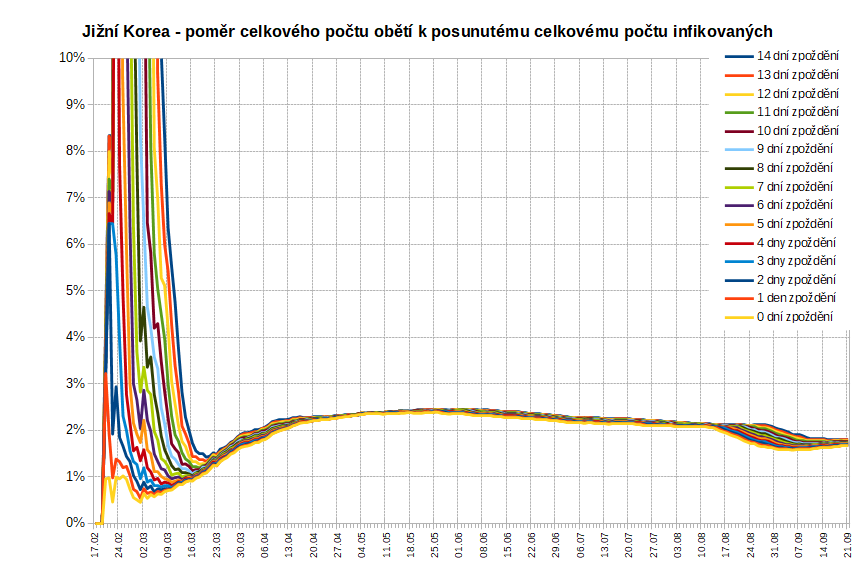 Jižní Korea - poměr celkového počtu obětí k posunutému celkovému počtu infikovaných
10%
9%
8%
7%
6%
5%
4%
3%
2%
1%
0%
14 dní zpoždění
13 dní zpoždění
12 dní zpoždění
11 dní zpoždění
10 dní zpoždění
9 dní zpoždění
8 dní zpoždění
7 dní zpoždění
6 dní zpoždění
5 dní zpoždění
4 dny zpoždění
3 dny zpoždění
2 dny zpoždění
1 den zpoždění
0 dní zpoždění
17.02
24.02
02.03
09.03
16.03
23.03
30.03
06.04
13.04
20.04
27.04
04.05
11.05
18.05
25.05
01.06
08.06
15.06
22.06
29.06
06.07
13.07
20.07
27.07
03.08
10.08
17.08
24.08
31.08
07.09
14.09
21.09